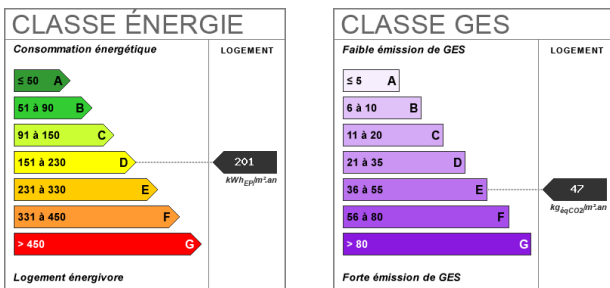 CLASSE ÉNERGIE
Consommation énergétique
LOGEMENT
≤ 50 A
51 à 90 B
91 à 150 C
151 à 230 D
201
kWhEP/m².an
231 à 330 E
331 à 450 F
> 450 G
Logement énergivore
CLASSE GES
Faible émission de GES
LOGEMENT
≤ 5 A
6 à 10 B
11 à 20 C
21 à 35 D
36 à 55 E
47
kgéqCO2/m².an
56 à 80 F
> 80 G
Forte émission de GES